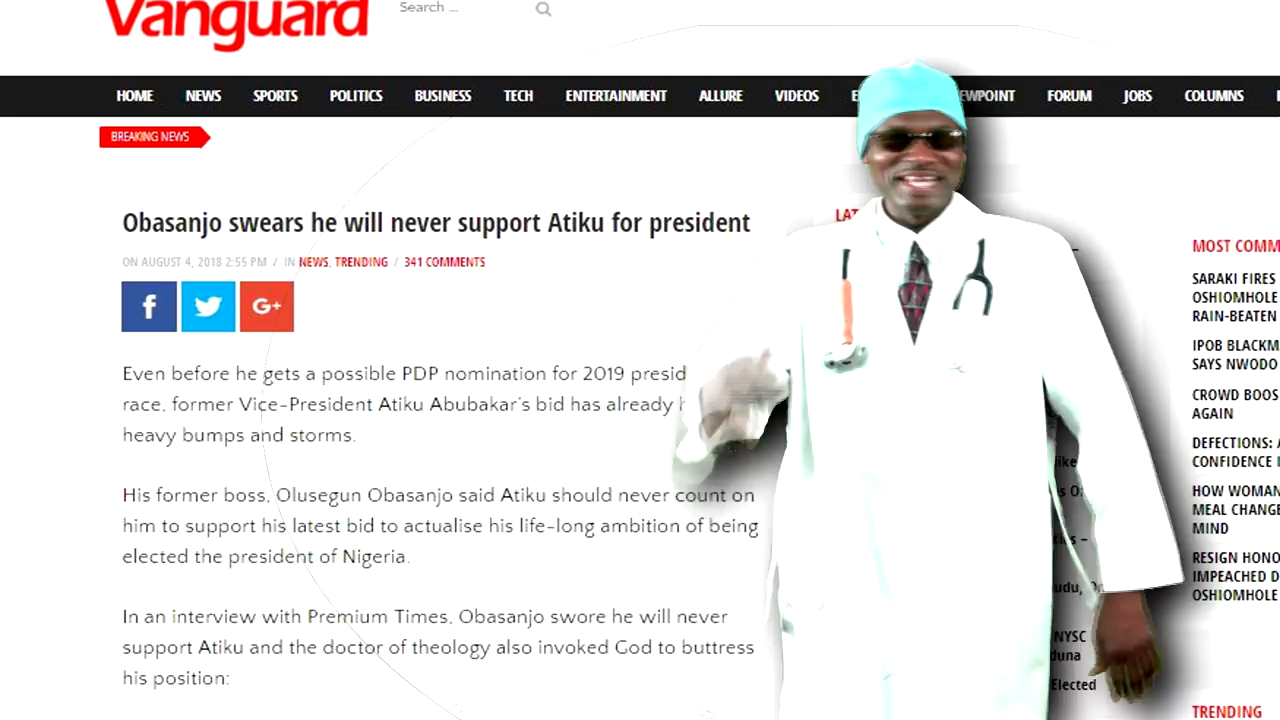 Vanguard
Search ...
HOME NEWS SPORTS POLITICS BUSINESS TECH ENTERTAINMENT ALLURE VIDEOS FORUM JOBS COLUMNS
BREAKING NEWS
Obasanjo swears he will never support Atiku for president
ON AUGUST 4, 2018 2:55 PM / IN NEWS, TRENDING / 341 COMMENTS
f G+
Even before he gets a possible PDP nomination for 2019 presid
race, former Vice-President Atiku Abubakar's bid has already
heavy bumps and storms.
His former boss, Olusegun Obasanjo said Atiku should never count on
him to support his latest bid to actualise his life-long ambition of being
elected the president of Nigeria.
In an interview with Premium Times, Obasanjo swore he will never
support Atiku and the doctor of theology also invoked God to buttress
his position:
LAT
NYSC
Elected
MOST COMM
SARAKI FIRES
OSHIOMHOLE
RAIN-BEATEN
IPOB BLACKM
SAYS NWODO
CROWD BOOS
AGAIN
DEFECTIONS: A
CONFIDENCE I
HOW WOMAN
MEAL CHANGE
MIND
RESIGN HONO
IMPEACHED D
OSHIOMHOLE
TRENDING